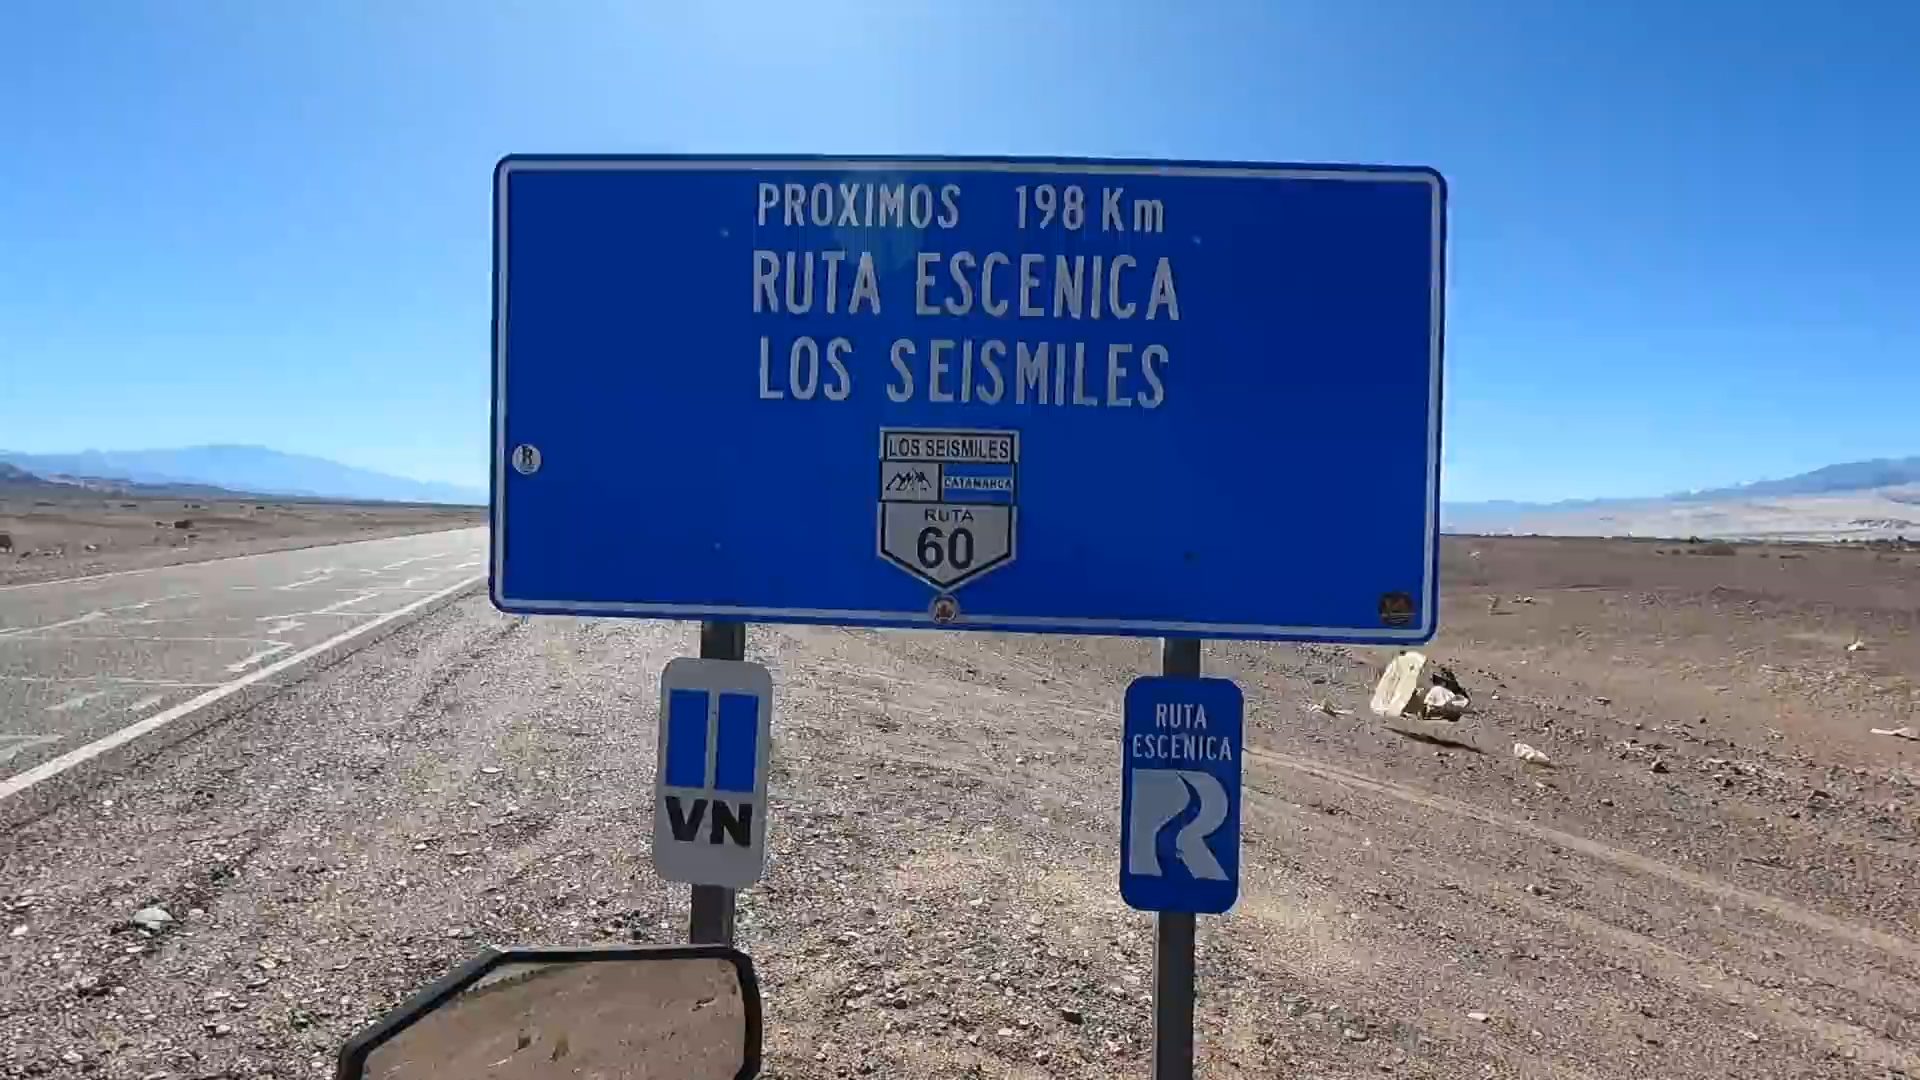 PROXIMOS 198 Km
RUTA ESCENICA
LOS SEISMILES
LOS SEISMILES
CATAMARCA
RUTA
60
VN
RUTA
ESCENICA
R